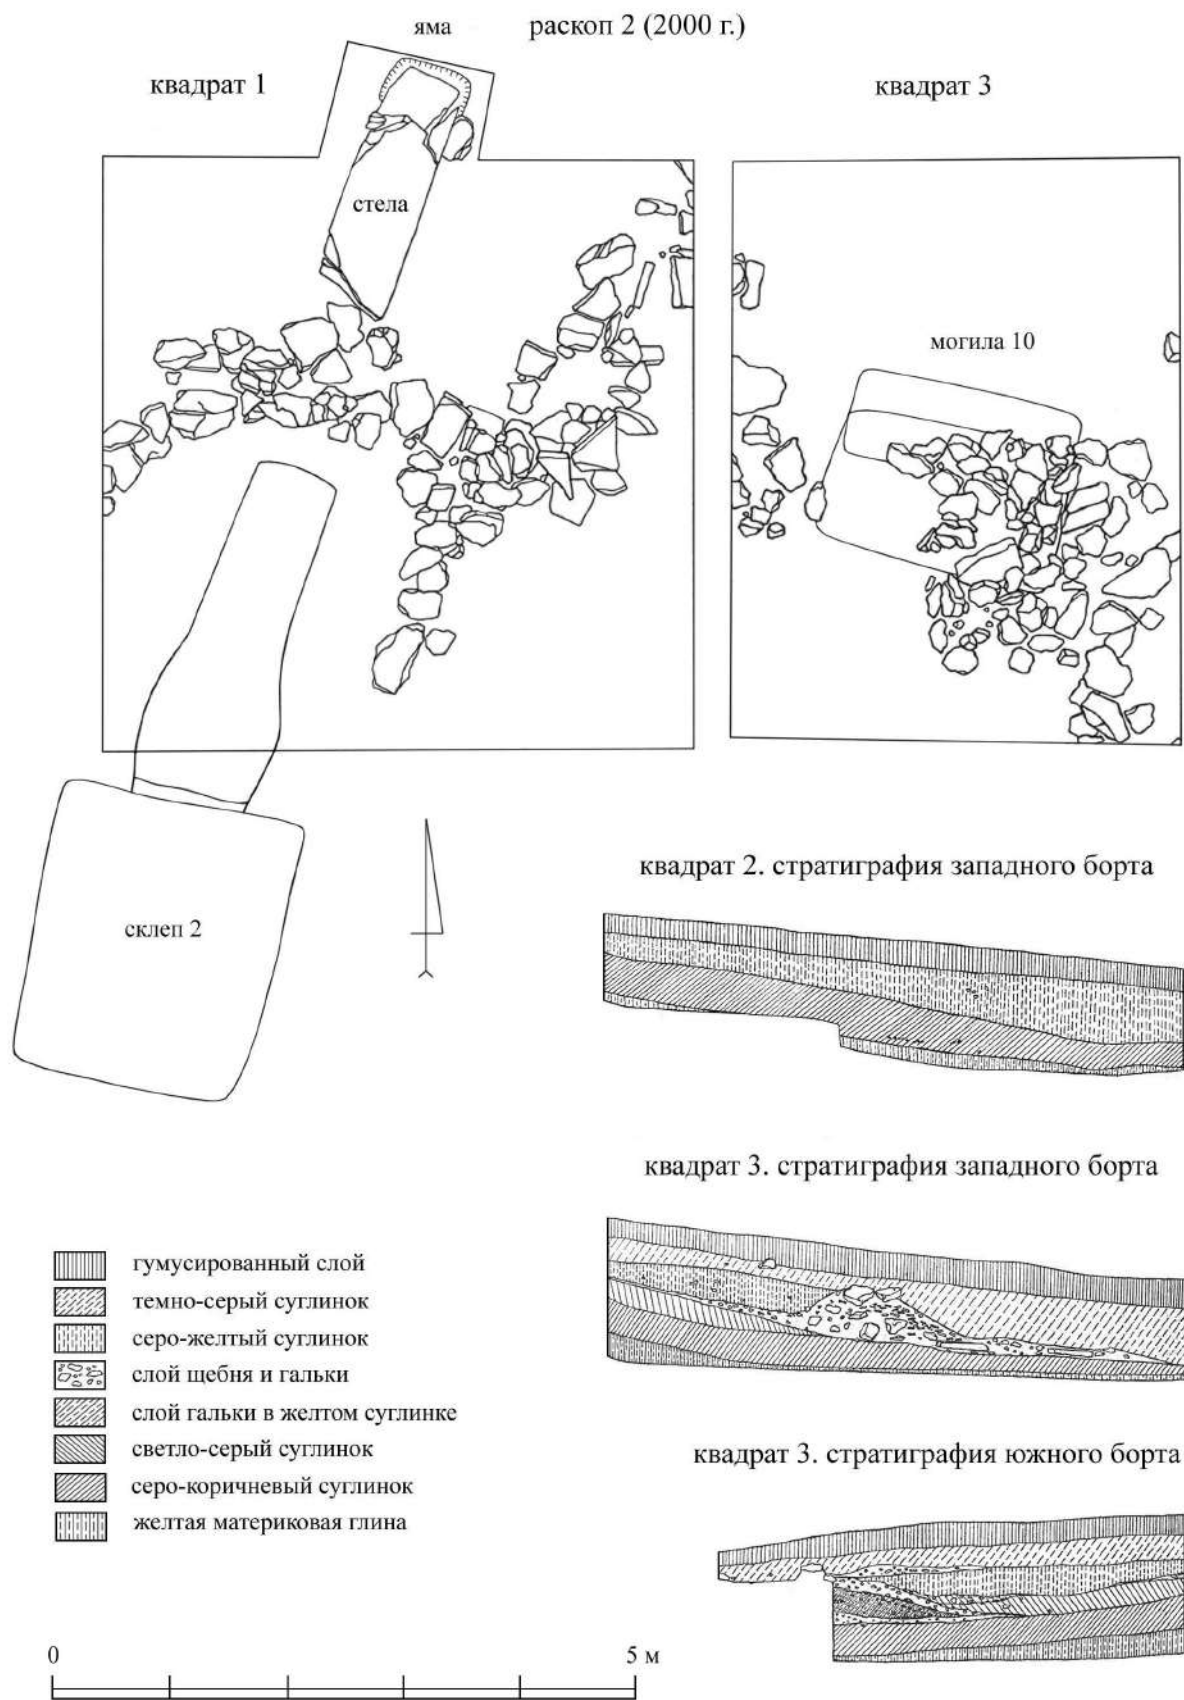 яма
раскоп 2 (2000 г.)
квадрат 1
квадрат 3
стела
могила 10
склеп 2
квадрат 2. стратиграфия западного борта
квадрат 3. стратиграфия западного борта
гумусированный слой
темно-серый суглинок
серо-желтый суглинок
слой щебня и гальки
слой гальки в желтом суглинке
светло-серый суглинок
серо-коричневый суглинок
желтая материковая глина
квадрат 3. стратиграфия южного борта
0
5 м